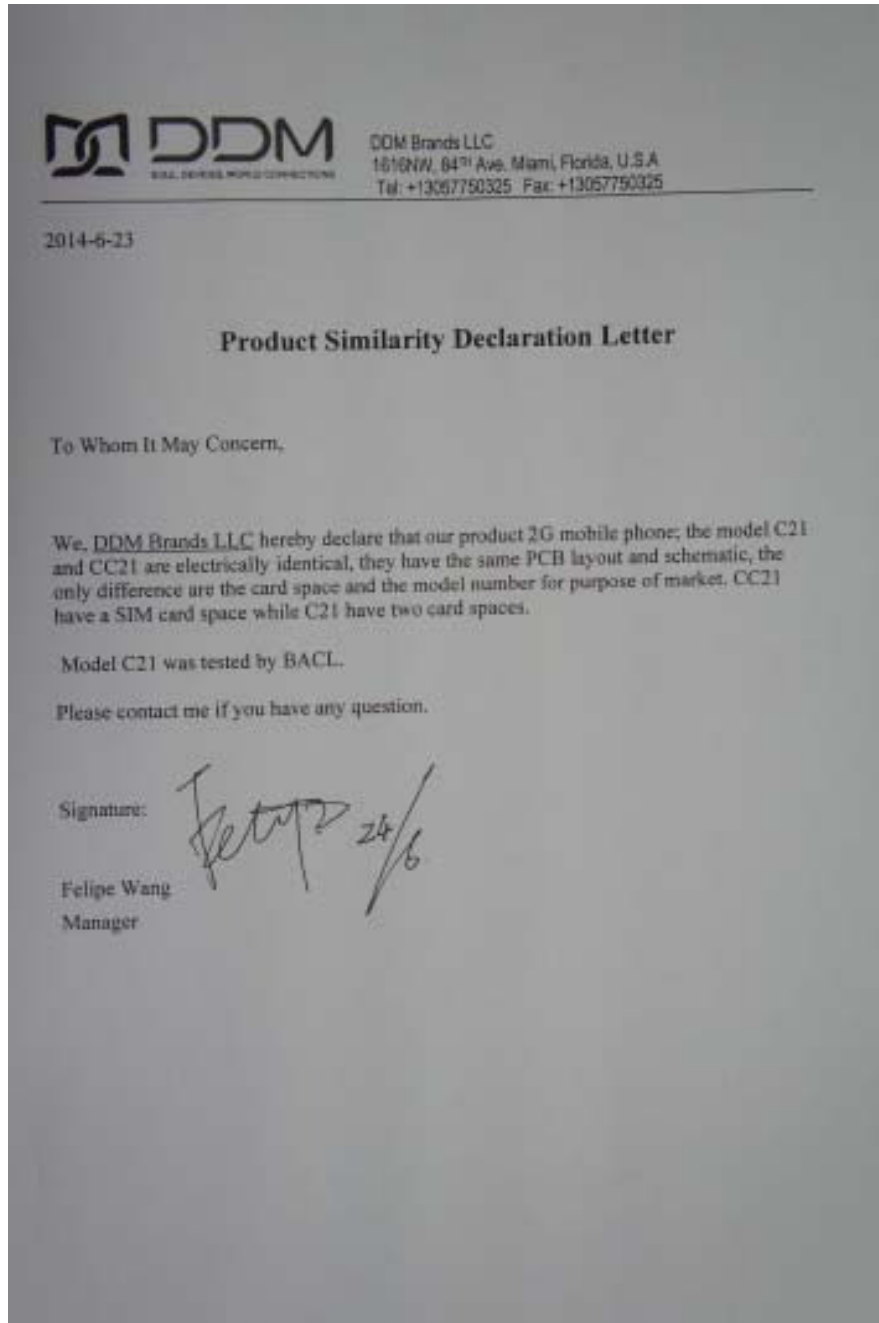 DDM
DDM Brands LLC
1616NW, 84TH Ave. Miami, Florida, U.S.A
Tel: +13057750325 Fax: +13057750325
2014-6-23
Product Similarity Declaration Letter
To Whom It May Concern,
We, DDM Brands LLC hereby declare that our product 2G mobile phone; the model C21
and CC21 are electrically identical, they have the same PCB layout and schematic, the
only difference are the card space and the model number for purpose of market. CC21
have a SIM card space while C21 have two card spaces.
Model C21 was tested by BACL.
Please contact me if you have any question.
Signature:
24/6
Felipe Wang
Manager